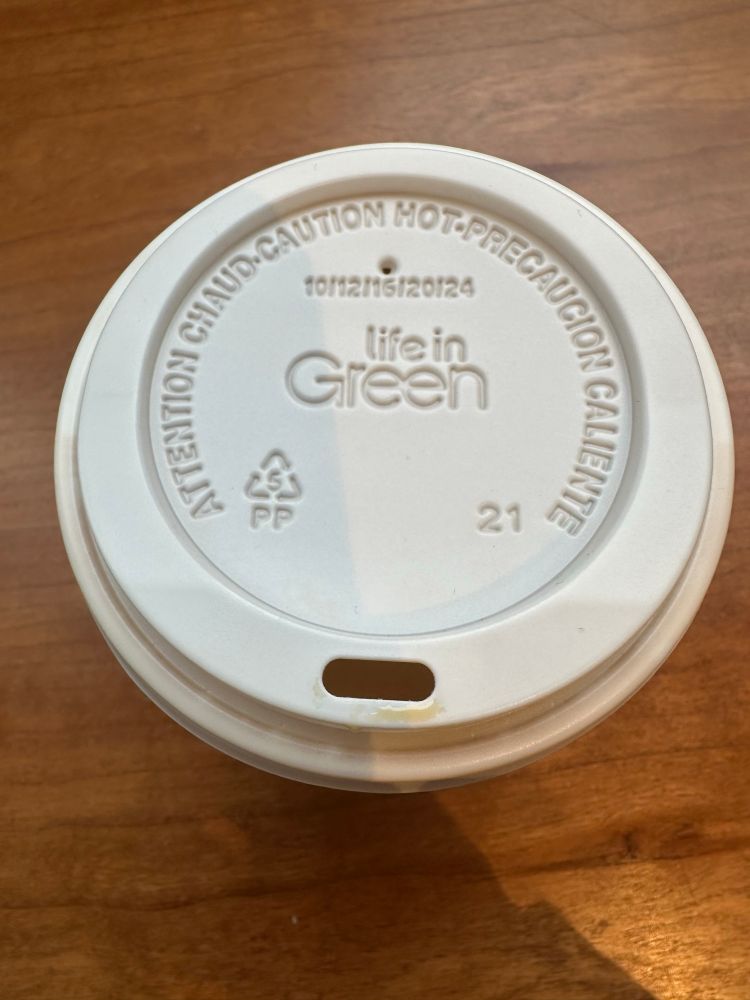 ATTENTION CHAUD·CAUTION HOT·PRECAUCION CALIENTE
10/12/16/20/24
life in
Green
5
PP
21